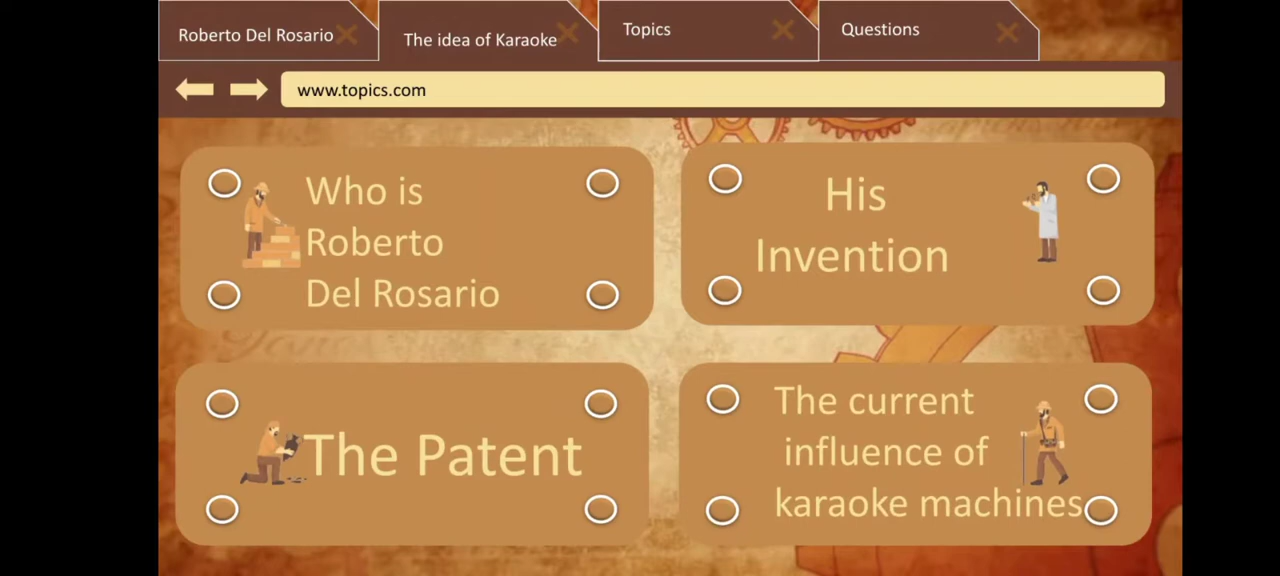 Roberto Del Rosario
The idea of Karaoke
Topics
Questions
www.topics.com
Who is
Roberto
Del Rosario
His
Invention
The Patent
The current
influence of
karaoke machines